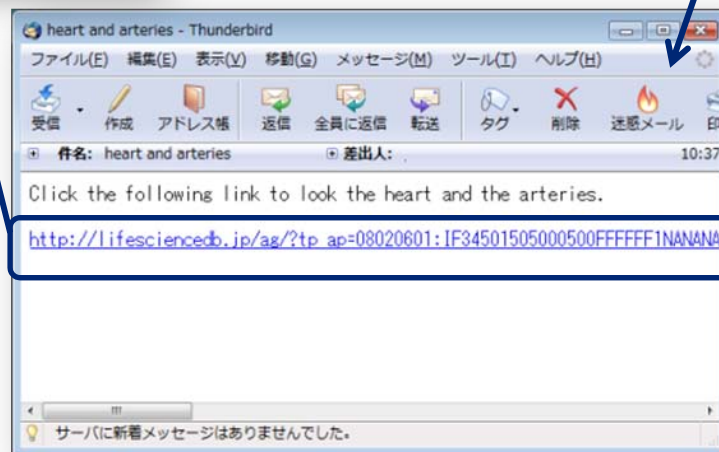 heart and arteries - Thunderbird
ファイル(F) 編集(E) 表示(V) 移動(G) メッセージ(M) ツール(T) ヘルプ(H)
受信 作成 アドレス帳 返信 全員に返信 転送 タグ 削除 迷惑メール 印
件名: heart and arteries 差出人: 10:37
Click the following link to look the heart and the arteries.
http://lifesciencedb.jp/ag/?tp_ap=08020601:IF34501505000500FFFFFF1NANANA
サーバに新着メッセージはありませんでした。